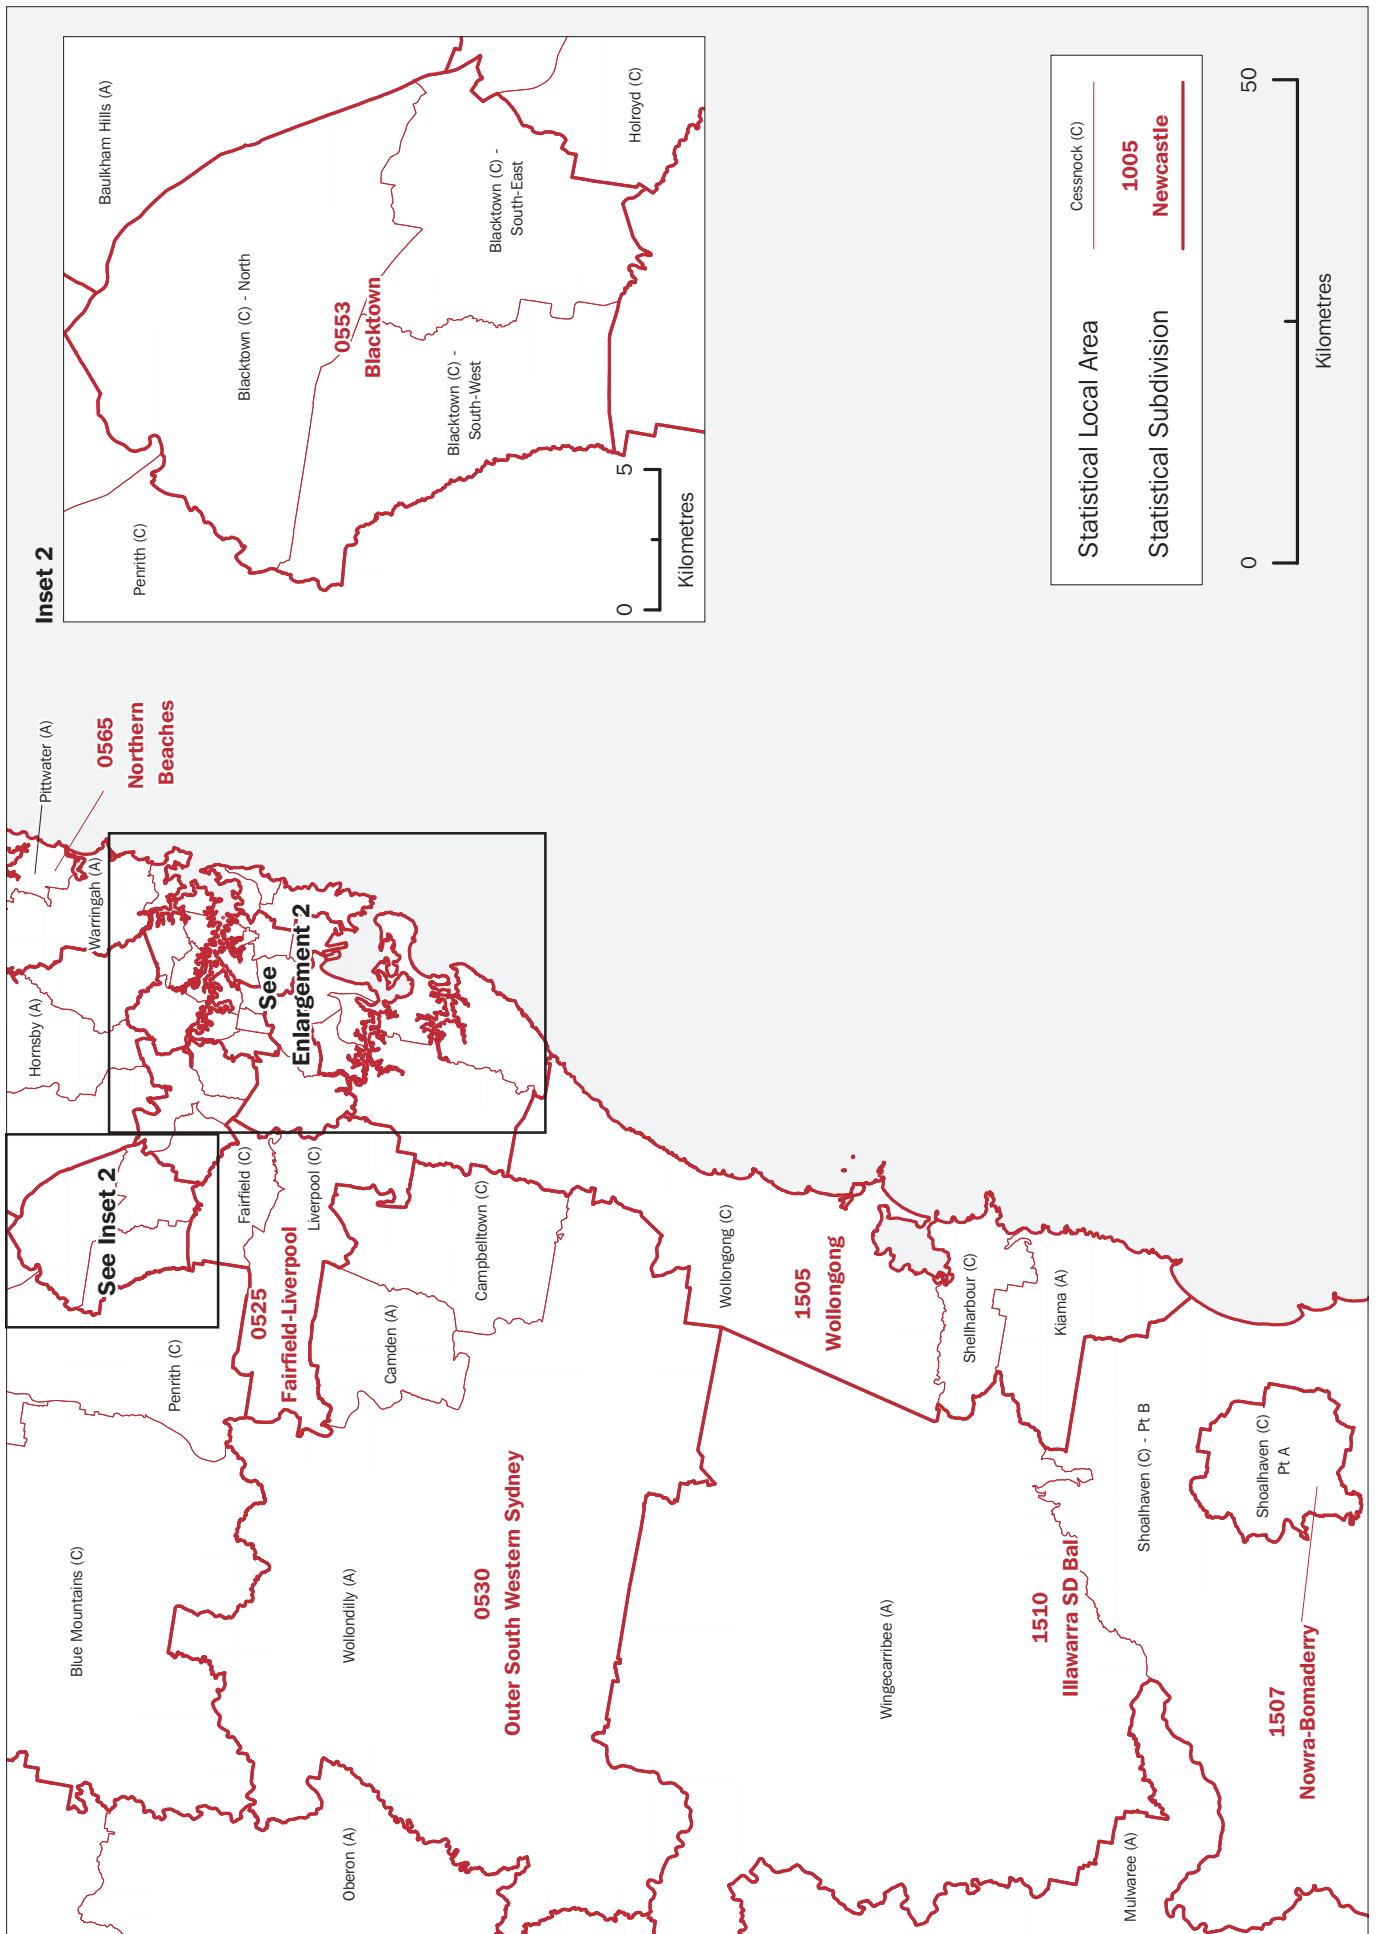 Inset 2
Baulkham Hills (A)
Penrith (C)
Blacktown (C) - North
0553
Blacktown
Blacktown (C) -
South-West
Blacktown (C) -
South-East
Holroyd (C)
0
5
Kilometres
Pittwater (A)
0565
Northern
Beaches
Warringah (A)
Hornsby (A)
See
Enlargement 2
See Inset 2
Fairfield (C)
Liverpool (C)
0525
Fairfield-Liverpool
Penrith (C)
Blue Mountains (C)
Camden (A)
Campbelltown (C)
Wollondilly (A)
0530
Outer South Western Sydney
Oberon (A)
Wollongong (C)
1505
Wollongong
Shellharbour (C)
Kiama (A)
Wingecarribee (A)
1510
Illawarra SD Bal
Shoalhaven (C) - Pt B
Shoalhaven (C)
Pt A
1507
Nowra-Bomaderry
Mulwaree (A)
Statistical Local Area
Cessnock (C)
Statistical Subdivision
1005
Newcastle
0
50
Kilometres